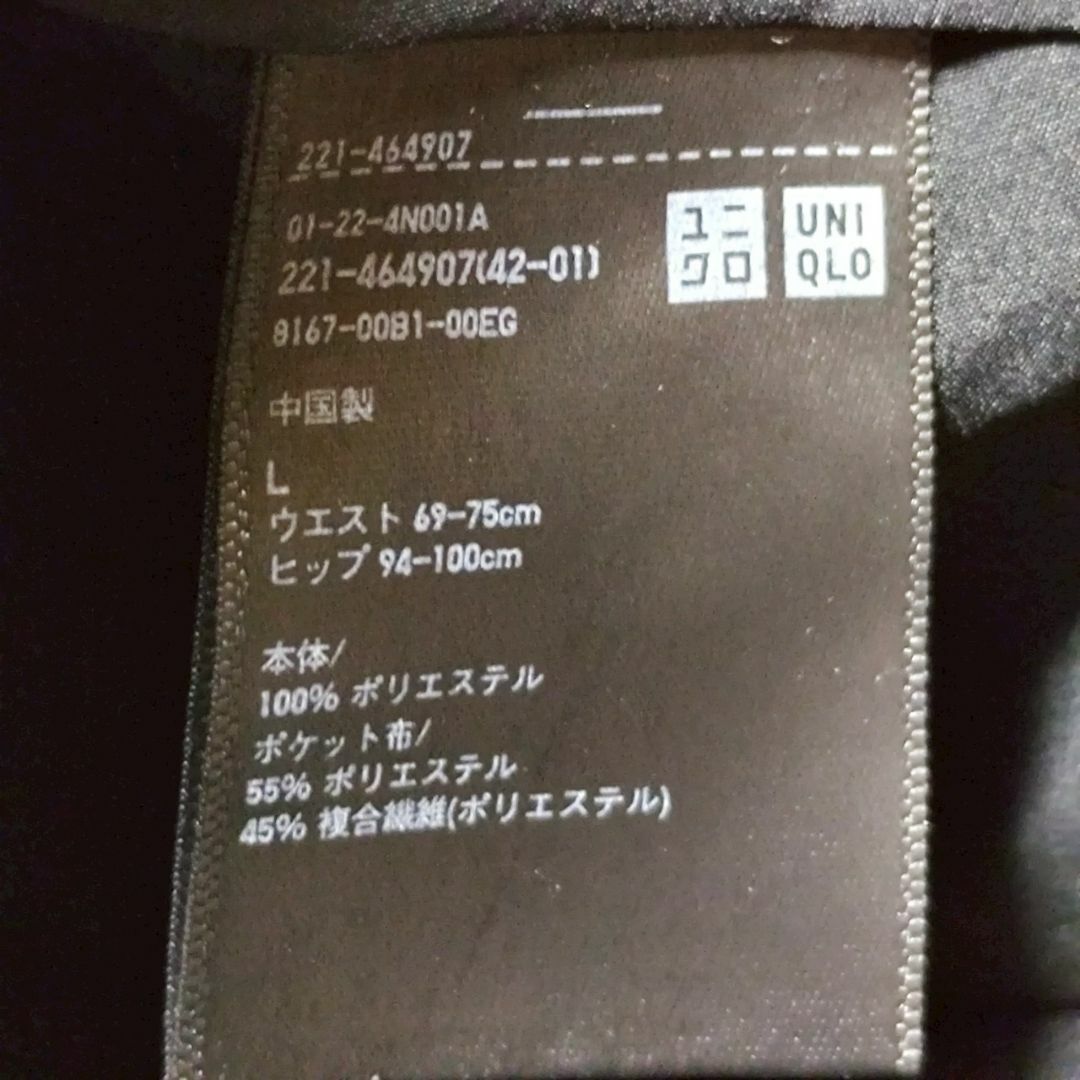 221-464907
01-22-4N001A
221-464907(42-01)
8167-00B1-00EG
ユニ
クロ
UNI
QLO
中国製
L
ウエスト 69-75cm
ヒップ 94-100cm
本体/
100% ポリエステル
ポケット布/
55% ポリエステル
45% 複合繊維(ポリエステル)